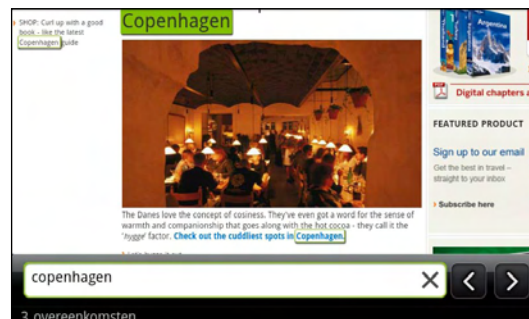 Copenhagen
SHOP: Curl up with a good
book - like the latest
Copenhagen guide
The Danes love the concept of cosiness. They've even got a word for the sense of
warmth and companionship that goes along with the hot cocoa - they call it the
'hygge' factor. Check out the cuddliest spots in Copenhagen.
Argentina
Digital chapters
FEATURED PRODUCT
Sign up to our email
Get the best in travel –
straight to your inbox
Subscribe here
copenhagen
3 overeenkomsten